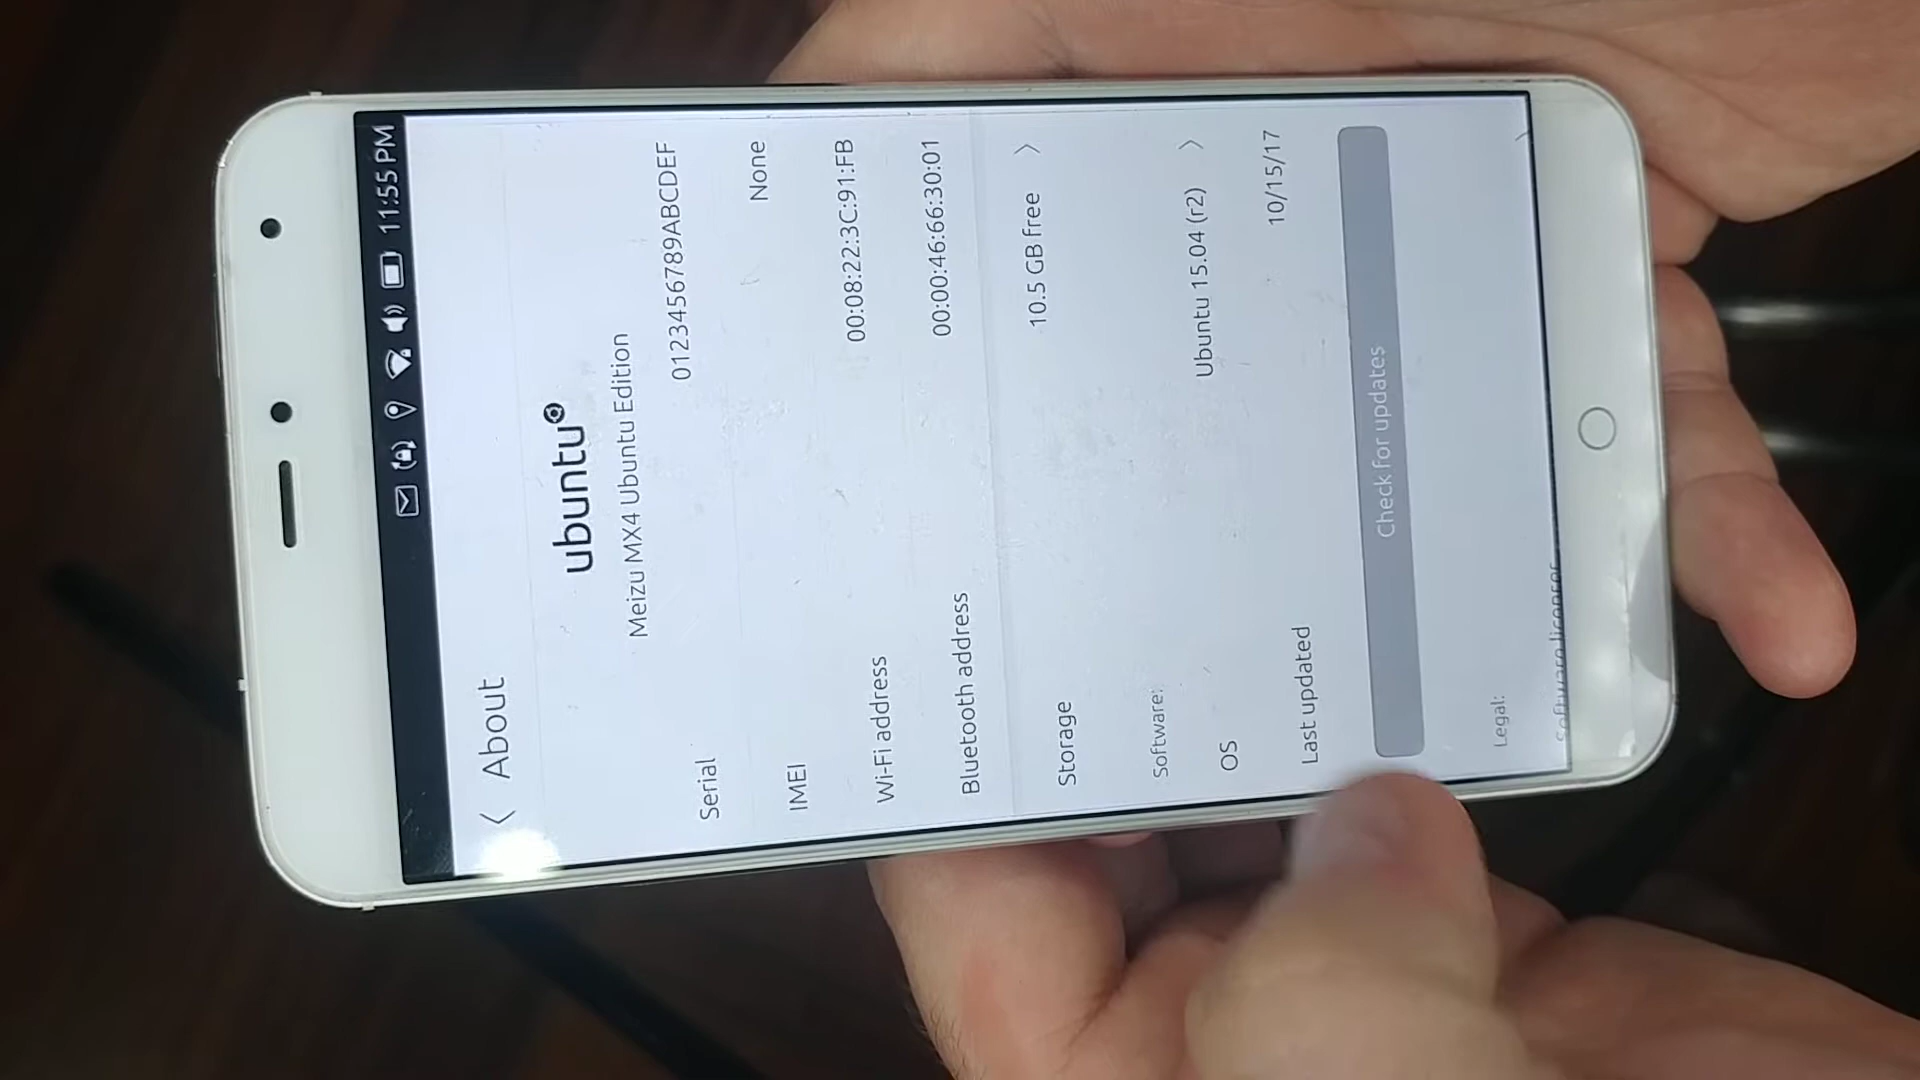 11:55 PM
About
ubuntu
Meizu MX4 Ubuntu Edition
Serial 0123456789ABCDEF
IMEI None
Wi-Fi address 00:08:22:3C:91:FB
Bluetooth address 00:00:46:66:30:01
Storage 10.5 GB free
Software:
OS Ubuntu 15.04 (r2)
Last updated 10/15/17
Check for updates
Legal:
Software licenses